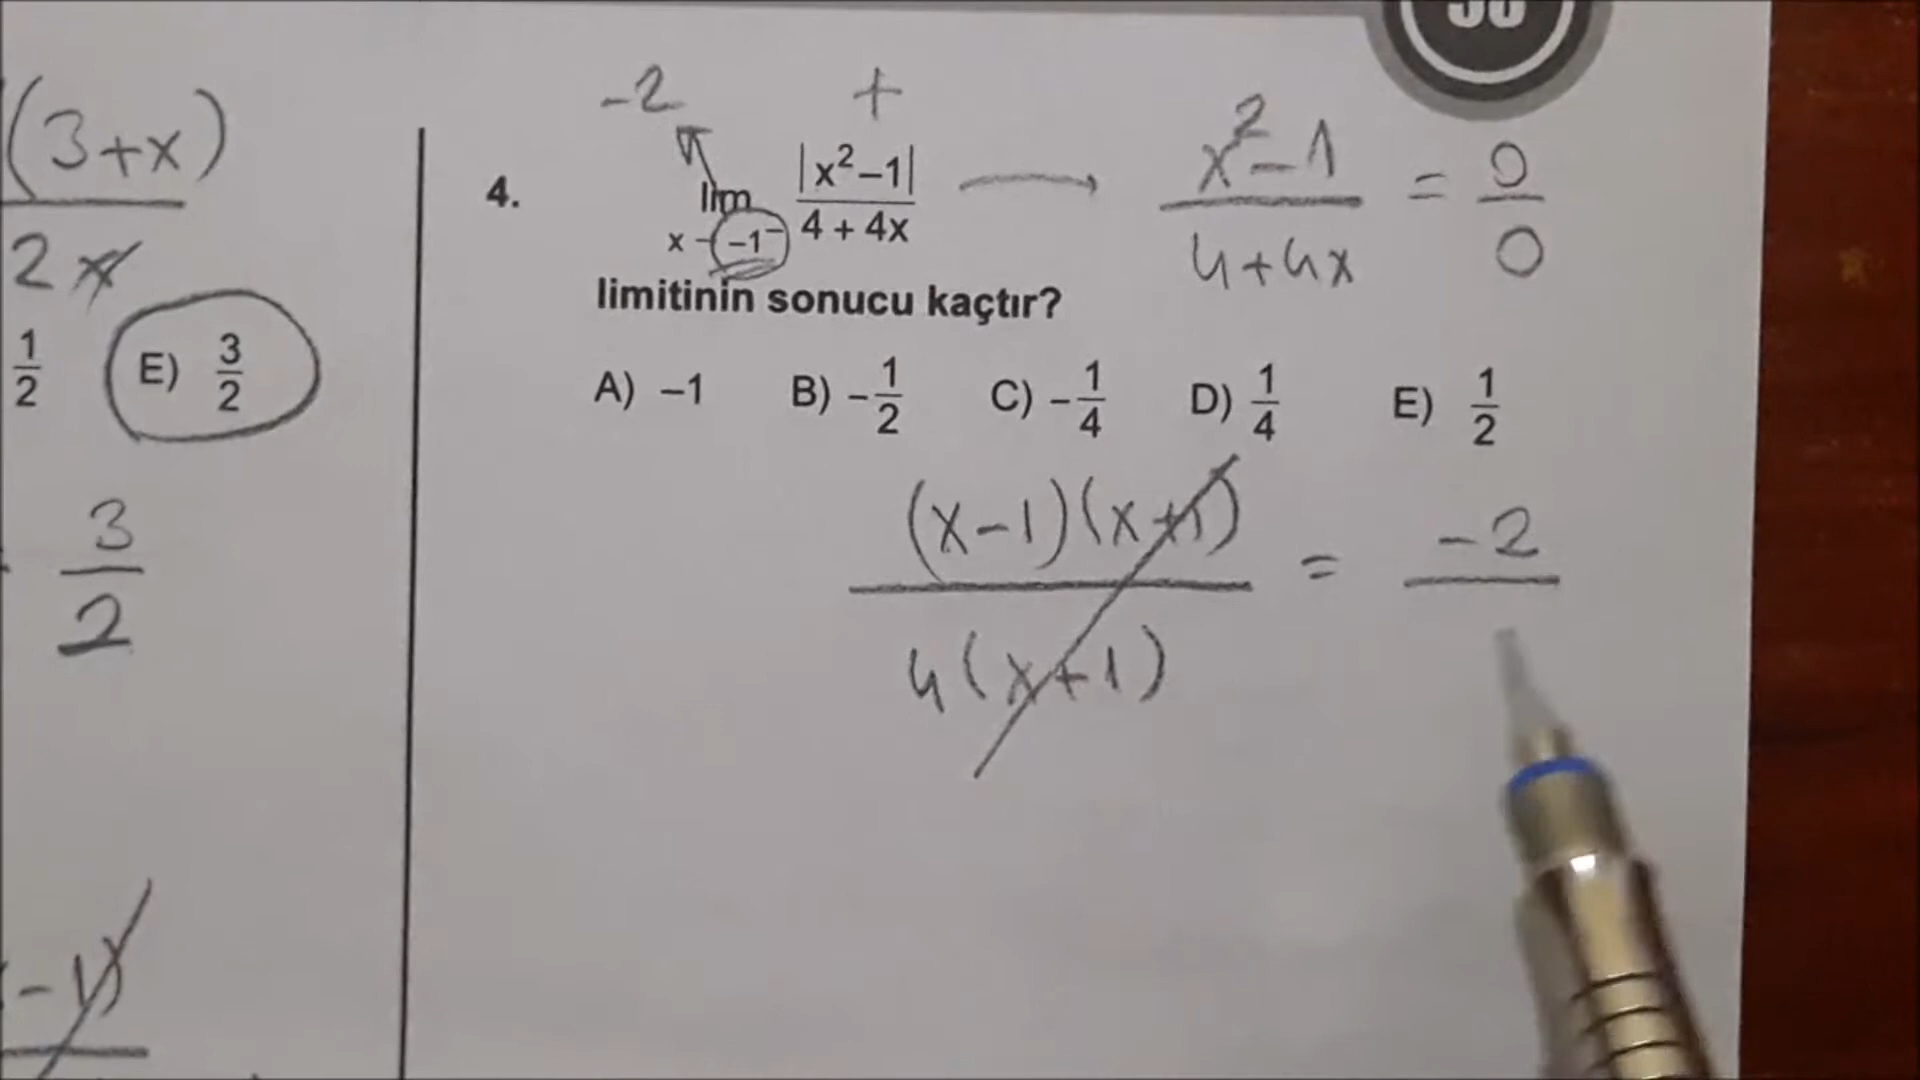 (3+x)
2x
1/2 E) 3/2
3/2
-1)
-2 +
4. lim x→-1⁻ |x²–1| / 4 + 4x → x²-1 / 4+4x = 0/0
limitinin sonucu kaçtır?
A) –1 B) -1/2 C) -1/4 D) 1/4 E) 1/2
(x-1)(x+1) / 4(x+1) = -2